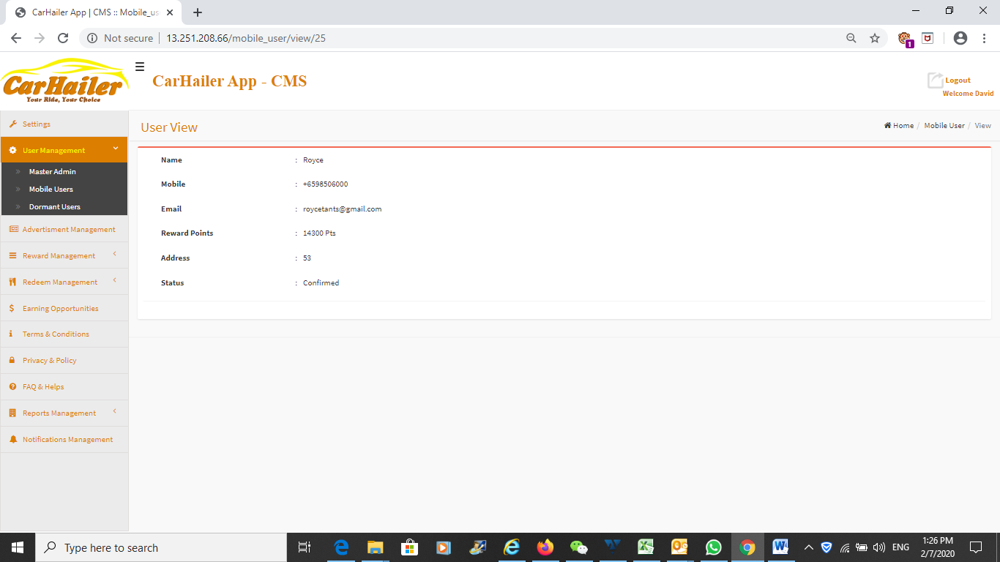 CarHailer App | CMS :: Mobile_us
Not secure | 13.251.208.66/mobile_user/view/25
1
CarHailer
Your Ride, Your Choice
CarHailer App - CMS
Logout
Welcome David
Settings
User Management
Master Admin
Mobile Users
Dormant Users
Advertisment Management
Reward Management
Redeem Management
Earning Opportunities
Terms & Conditions
Privacy & Policy
FAQ & Helps
Reports Management
Notifications Management
User View
Home / Mobile User / View
Name : Royce
Mobile : +6598506000
Email : roycetants@gmail.com
Reward Points : 14300 Pts
Address : 53
Status : Confirmed
Type here to search
ENG
1:26 PM
2/7/2020